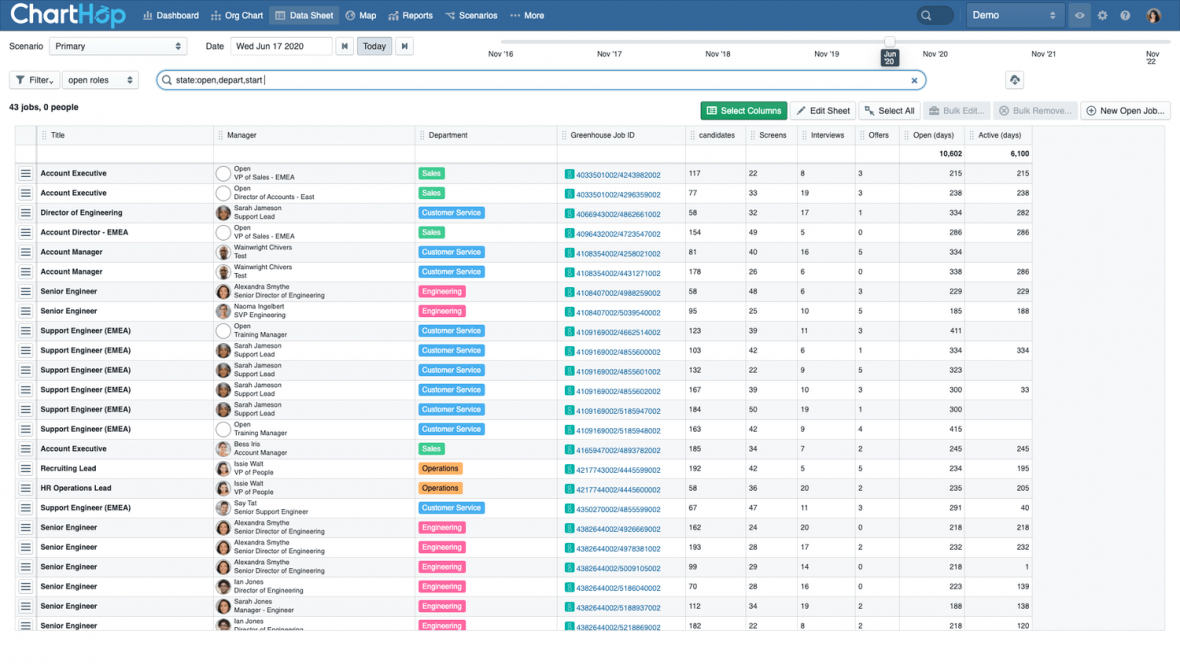 ChartHop Dashboard Org Chart Data Sheet Map Reports Scenarios More Demo
Scenario Primary Date Wed Jun 17 2020 Today
Nov '16 Nov '17 Nov '18 Nov '19 Jun '20 Nov '20 Nov '21 Nov '22
Filter open roles state:open,depart,start
43 jobs, 0 people Select Columns Edit Sheet Select All Bulk Edit... Bulk Remove... New Open Job...
Title Manager Department Greenhouse Job ID candidates Screens Interviews Offers Open (days) Active (days)
10,602 6,100
Account Executive Open VP of Sales - EMEA Sales 4033501002/4243982002 117 22 8 3 215 215
Account Executive Open Director of Accounts - East Sales 4033501002/4296359002 77 33 19 3 238 238
Director of Engineering Sarah Jameson Support Lead Customer Service 4066943002/4862661002 58 32 17 1 334 282
Account Director - EMEA Open VP of Sales - EMEA Sales 4096432002/4723547002 154 49 5 0 286 286
Account Manager Wainwright Chivers Test Customer Service 4108354002/4258021002 81 40 16 5 334
Account Manager Wainwright Chivers Test Customer Service 4108354002/4431271002 178 26 6 0 338 286
Senior Engineer Alexandra Smythe Senior Director of Engineering Engineering 4108407002/4988259002 58 48 6 3 229 229
Senior Engineer Naoma Ingelbert SVP Engineering Engineering 4108407002/5039540002 95 25 10 5 185 188
Support Engineer (EMEA) Open Training Manager Customer Service 4109169002/4662514002 123 39 11 3 411
Support Engineer (EMEA) Sarah Jameson Support Lead Customer Service 4109169002/4855600002 103 42 6 1 334 334
Support Engineer (EMEA) Sarah Jameson Support Lead Customer Service 4109169002/4855601002 132 22 9 5 323
Support Engineer (EMEA) Sarah Jameson Support Lead Customer Service 4109169002/4855602002 167 39 10 3 300 33
Support Engineer (EMEA) Sarah Jameson Support Lead Customer Service 4109169002/5185947002 184 50 19 1 300
Support Engineer (EMEA) Open Training Manager Customer Service 4109169002/5185948002 163 42 9 4 415
Account Executive Bess Iris Account Manager Sales 4165947002/4893782002 185 34 7 2 245 245
Recruiting Lead Issie Walt VP of People Operations 4217743002/4445599002 192 42 5 5 234 195
HR Operations Lead Issie Walt VP of People Operations 4217744002/4445600002 58 36 20 2 235 205
Support Engineer (EMEA) Say Tat Senior Support Engineer Customer Service 4350270002/4855599002 67 47 11 3 291 40
Senior Engineer Alexandra Smythe Senior Director of Engineering Engineering 4382644002/4926669002 162 24 20 0 218 218
Senior Engineer Alexandra Smythe Senior Director of Engineering Engineering 4382644002/4978381002 193 28 17 2 232 232
Senior Engineer Alexandra Smythe Senior Director of Engineering Engineering 4382644002/5009105002 99 29 14 0 218 1
Senior Engineer Ian Jones Director of Engineering Engineering 4382644002/5186040002 70 28 16 0 223 139
Senior Engineer Sarah Jones Manager - Engineer Engineering 4382644002/5188937002 112 34 19 2 188 138
Senior Engineer Ian Jones Director of Engineering Engineering 4382644002/5218869002 182 22 8 2 218 120